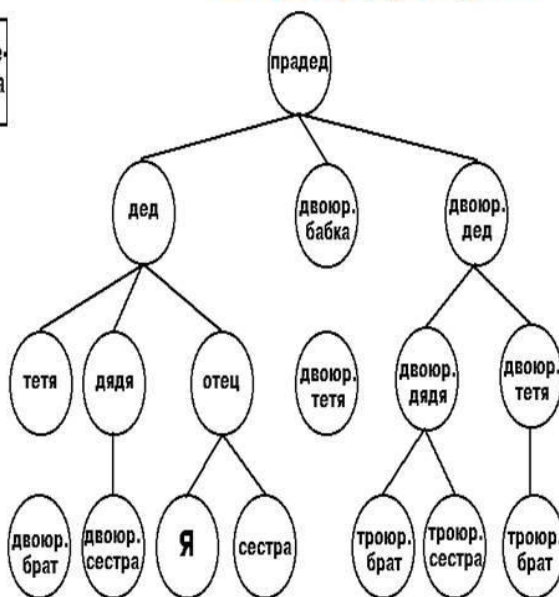 прадед
дед
двоюр.
бабка
двоюр.
дед
тетя
дядя
отец
двоюр.
тетя
двоюр.
дядя
двоюр.
тетя
двоюр.
брат
двоюр.
сестра
Я
сестра
троюр.
брат
троюр.
сестра
троюр.
брат